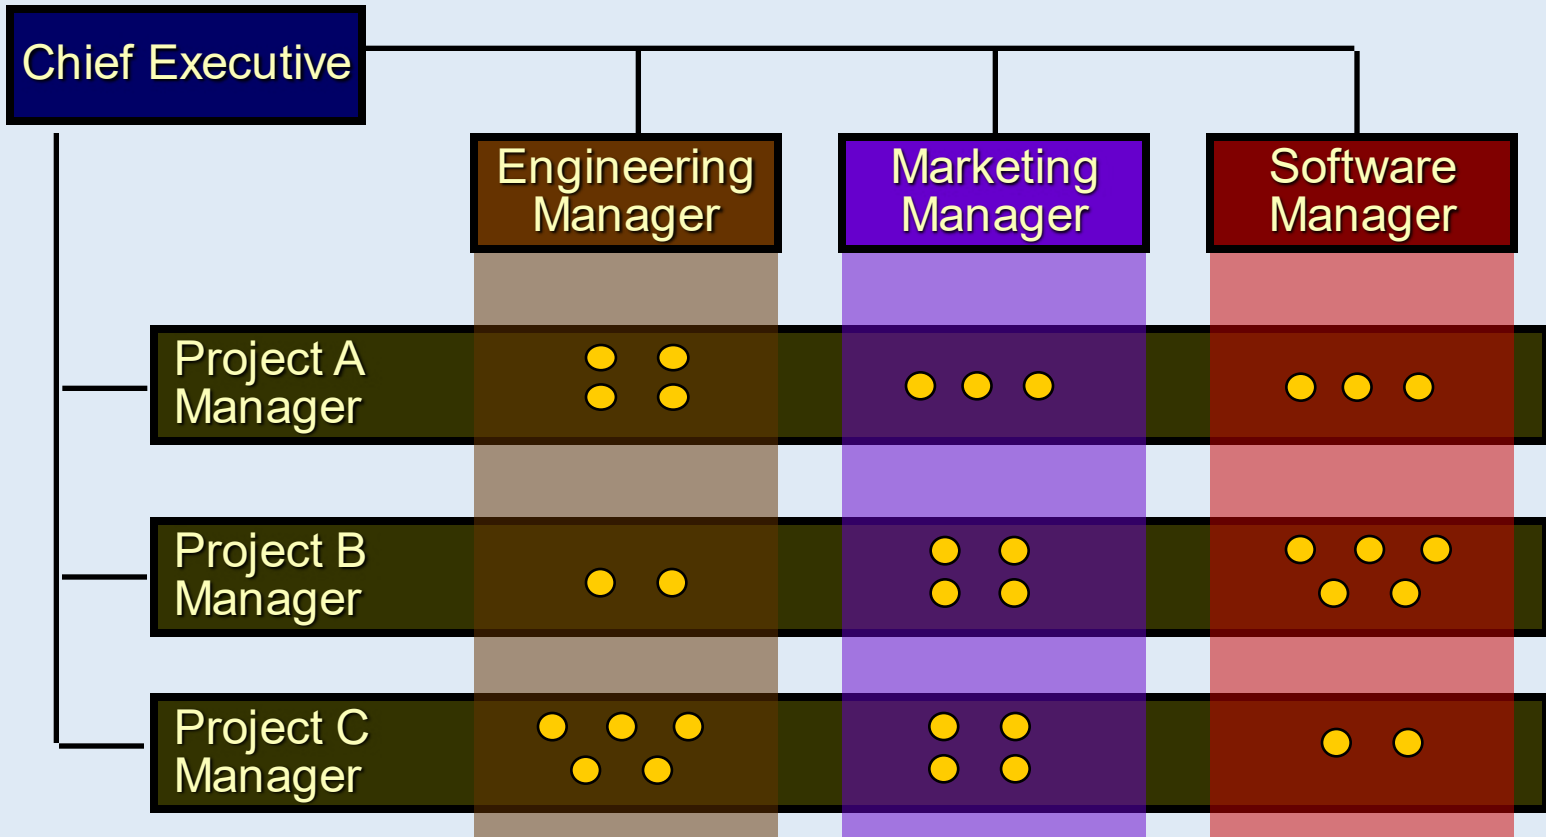 Chief Executive
Engineering
Manager
Marketing
Manager
Software
Manager
Project A
Manager
Project B
Manager
Project C
Manager